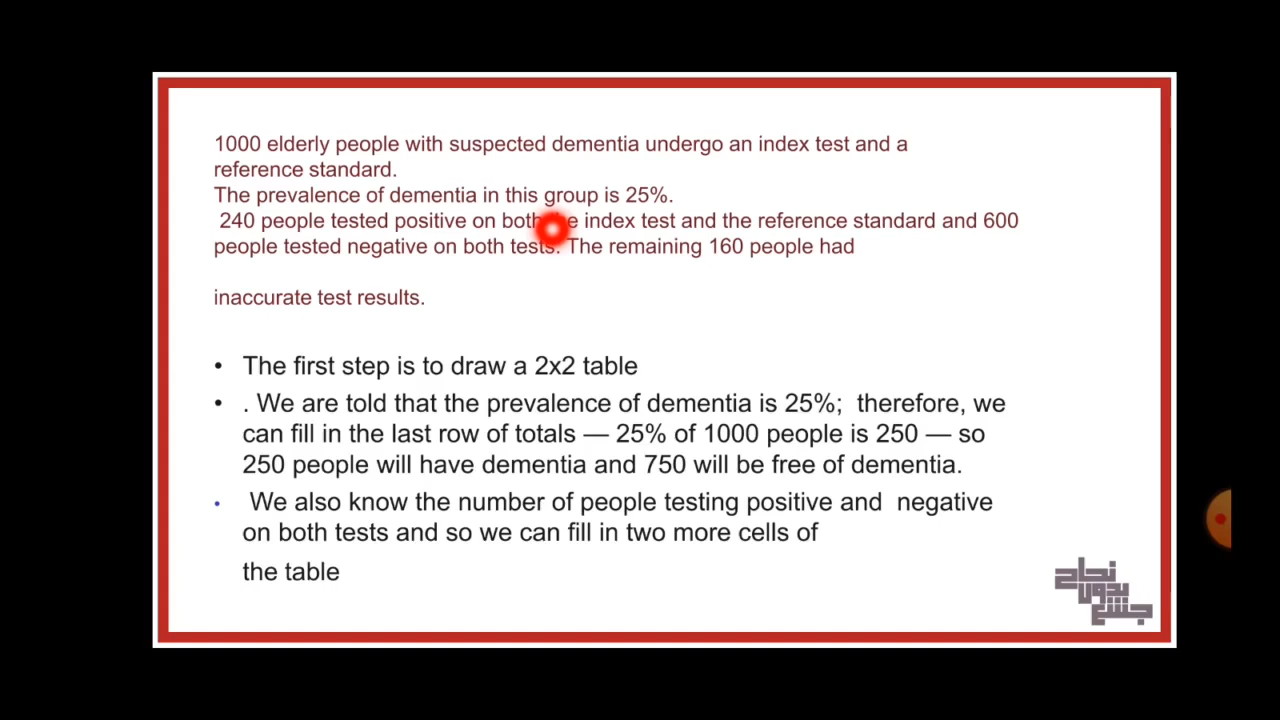 1000 elderly people with suspected dementia undergo an index test and a
reference standard.
The prevalence of dementia in this group is 25%.
240 people tested positive on both e index test and the reference standard and 600
people tested negative on both tests. The remaining 160 people had
inaccurate test results.
• The first step is to draw a 2x2 table
• . We are told that the prevalence of dementia is 25%; therefore, we
can fill in the last row of totals — 25% of 1000 people is 250 — so
250 people will have dementia and 750 will be free of dementia.
• We also know the number of people testing positive and negative
on both tests and so we can fill in two more cells of
the table
نجاح
بدون
جشع